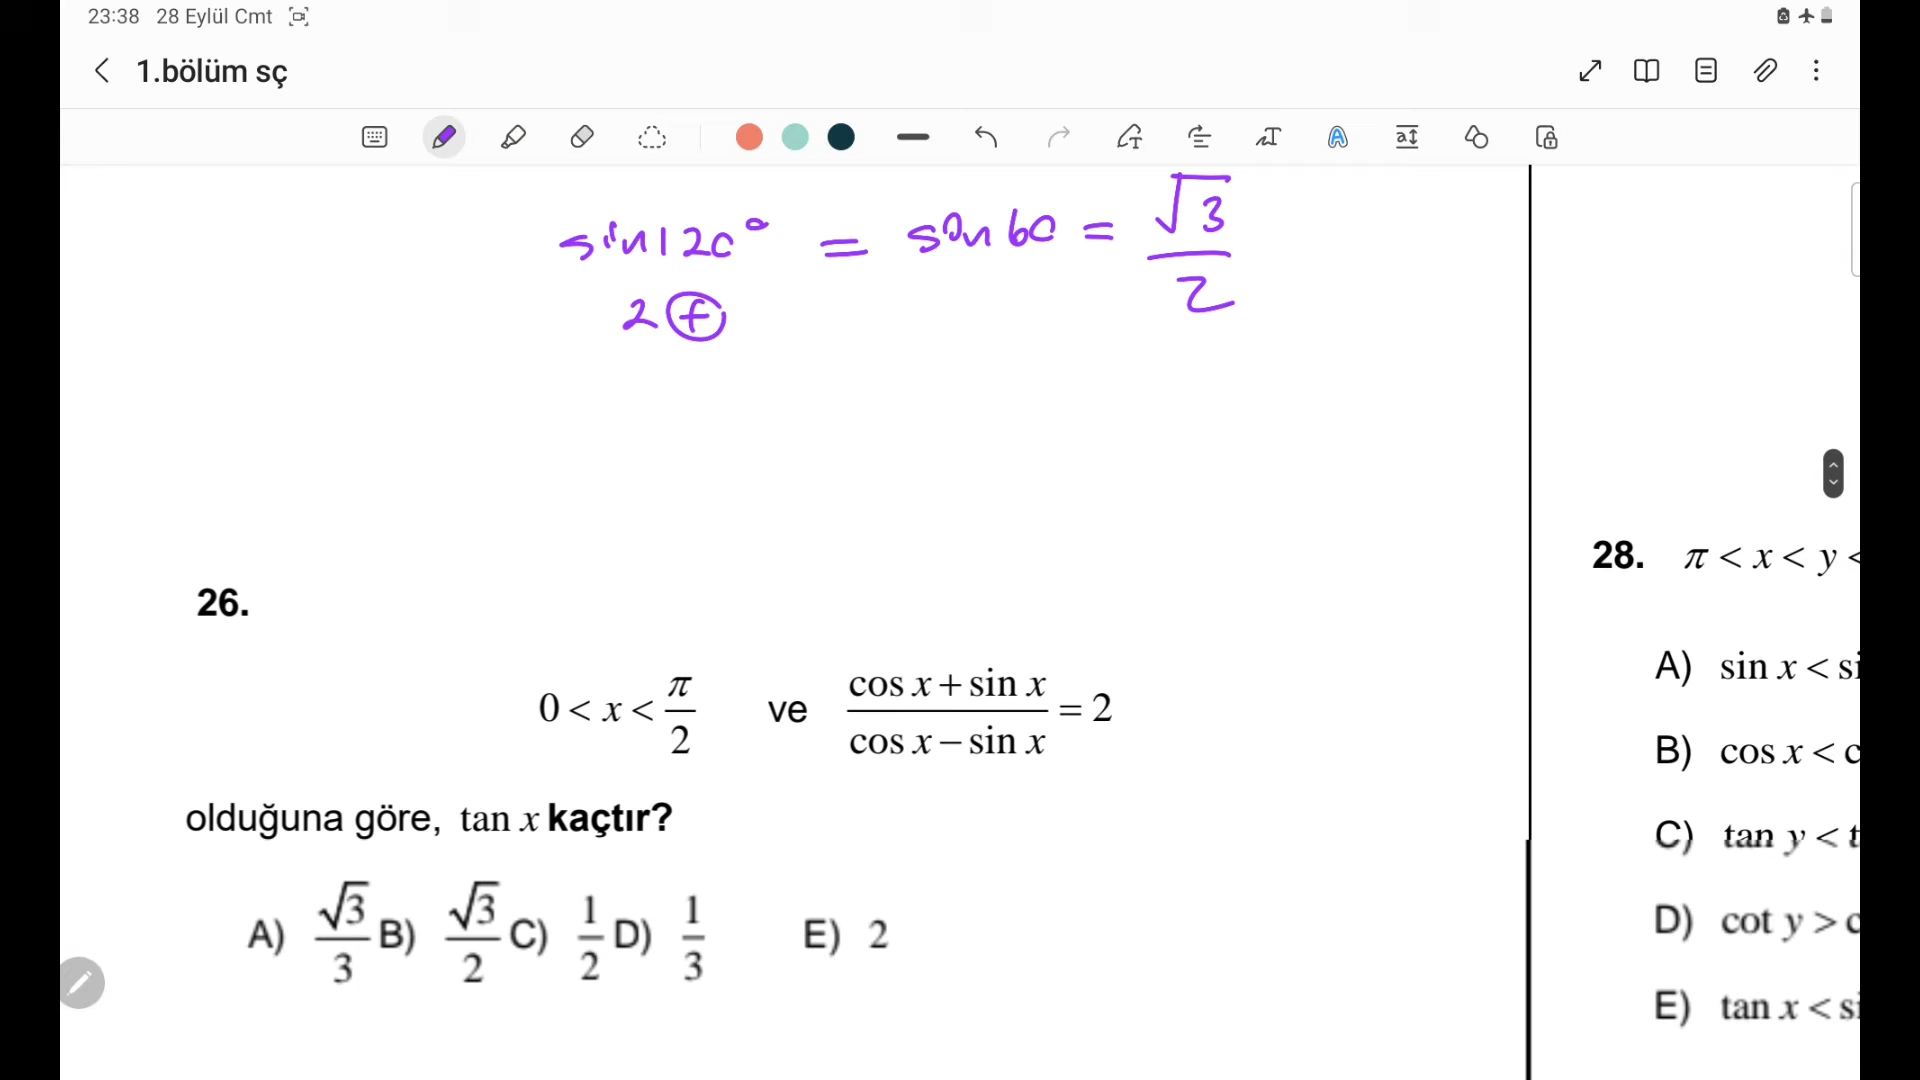 23:38 28 Eylül Cmt
1.bölüm sç
sin120° = sin60 = √3/2
2 (+)
26.
0 < x < π/2 ve (cos x + sin x)/(cos x − sin x) = 2
olduğuna göre, tan x kaçtır?
A) √3/3 B) √3/2 C) 1/2 D) 1/3 E) 2
28. π < x < y <
A) sin x < si
B) cos x < c
C) tan y < t
D) cot y > c
E) tan x < si